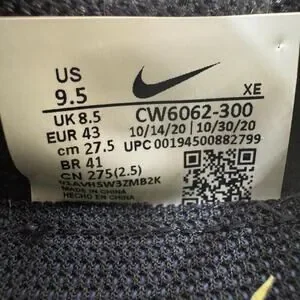 US
9.5
XE
UK 8.5
CW6062-300
EUR 43
10/14/20 | 10/30/20
cm 27.5
UPC 00194500882799
BR 41
CN 275(2.5)
MADE IN CHINA
HECHO EN CHINA